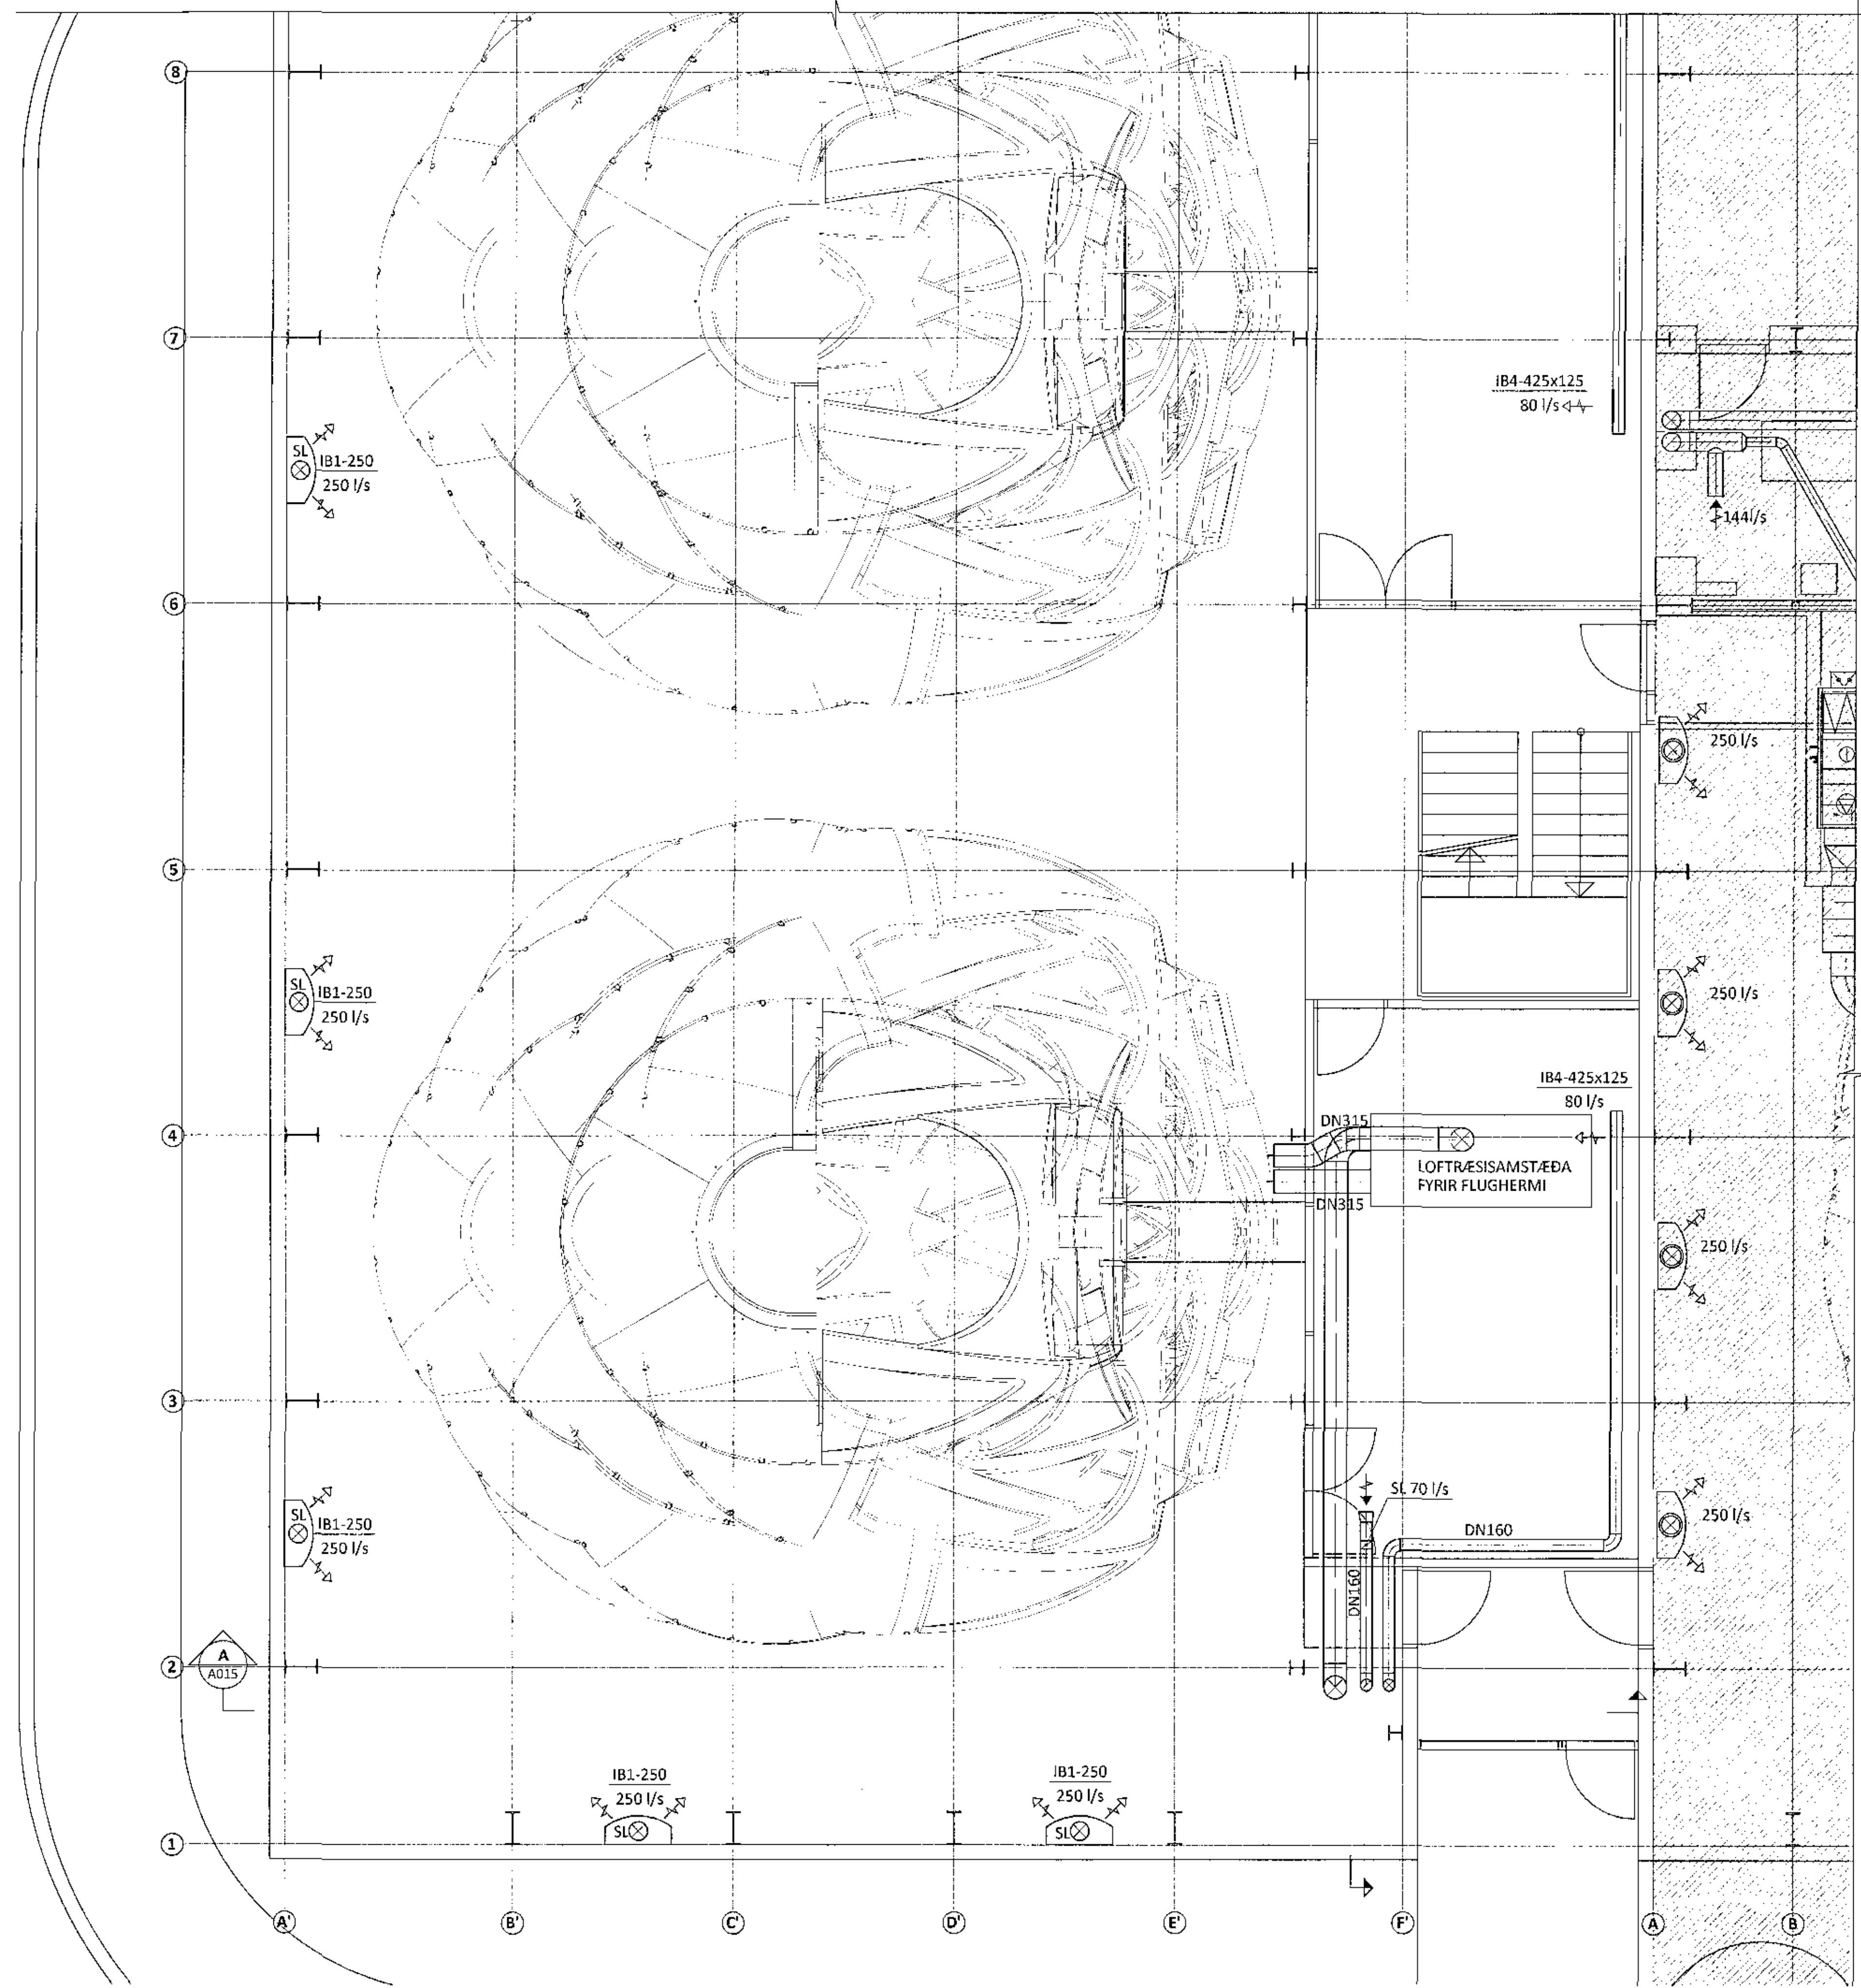 8
7
IB4-425x125
80 l/s
SL
IB1-250
250 l/s
144l/s
6
250 l/s
5
SL
IB1-250
250 l/s
250 l/s
IB4-425x125
80 l/s
4
DN315
LOFTRÆSISAMSTÆÐA
FYRIR FLUGHERMI
DN315
250 l/s
3
SL 70 l/s
SL
IB1-250
250 l/s
250 l/s
DN160
DN160
A
A015
2
IB1-250
250 l/s
SL
IB1-250
250 l/s
SL
1
A'
B'
C'
D'
E'
F'
A
B